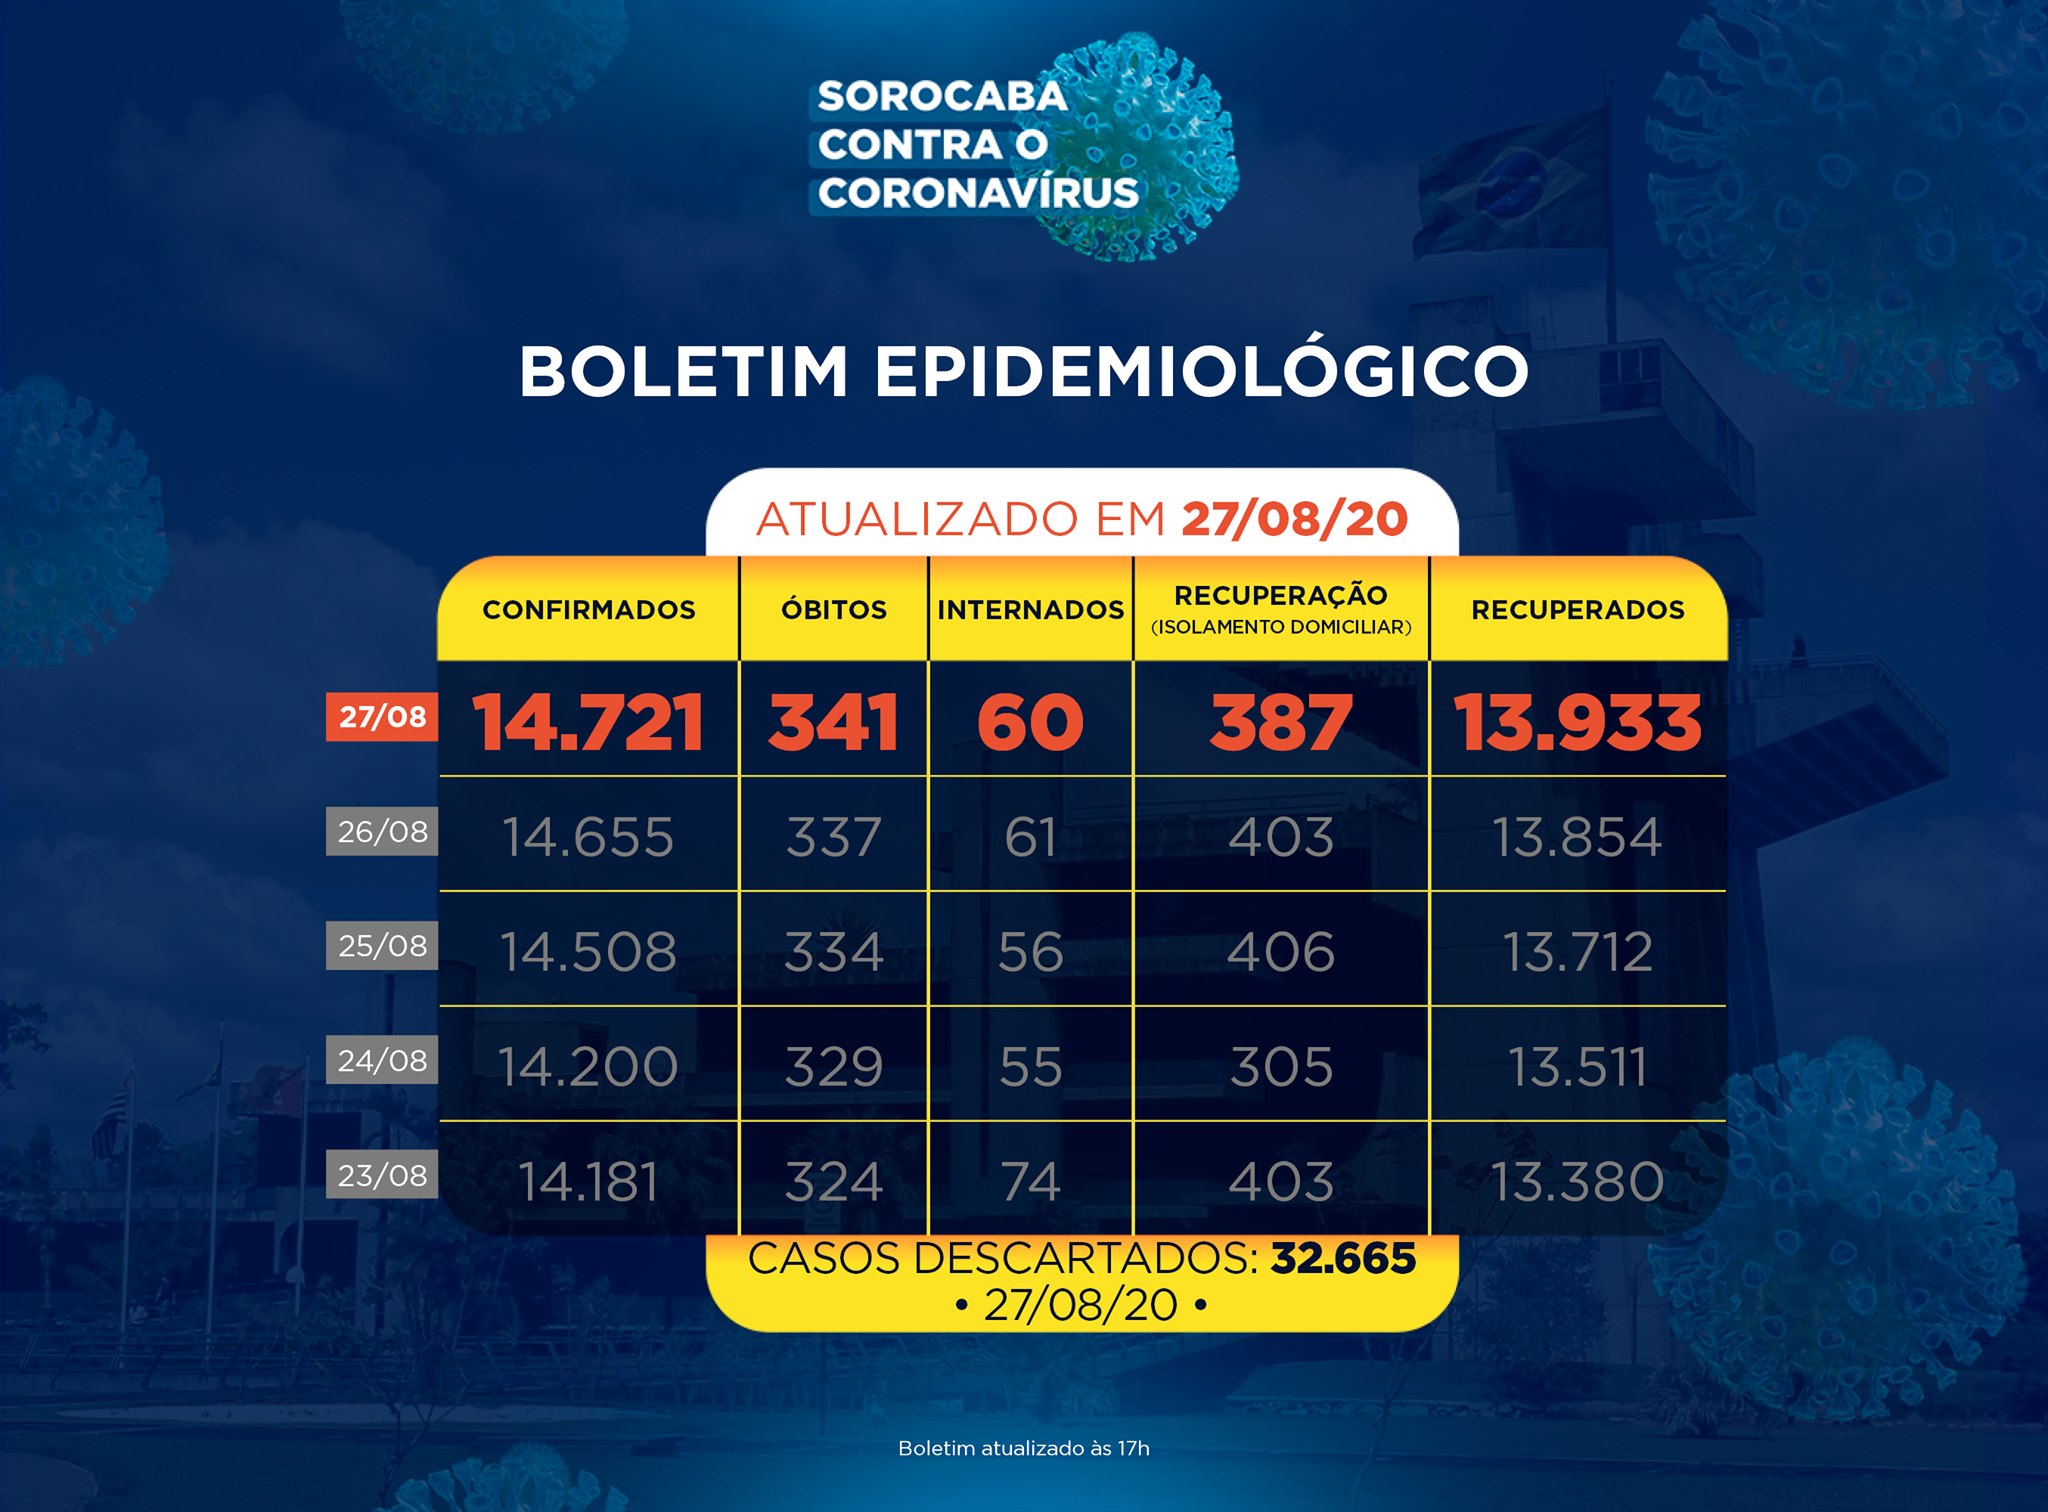 SOROCABA
CONTRA O
CORONAVÍRUS
BOLETIM EPIDEMIOLÓGICO
ATUALIZADO EM 27/08/20
CONFIRMADOS ÓBITOS INTERNADOS RECUPERAÇÃO (ISOLAMENTO DOMICILIAR) RECUPERADOS
27/08 14.721 341 60 387 13.933
26/08 14.655 337 61 403 13.854
25/08 14.508 334 56 406 13.712
24/08 14.200 329 55 305 13.511
23/08 14.181 324 74 403 13.380
CASOS DESCARTADOS: 32.665
• 27/08/20 •
Boletim atualizado às 17h